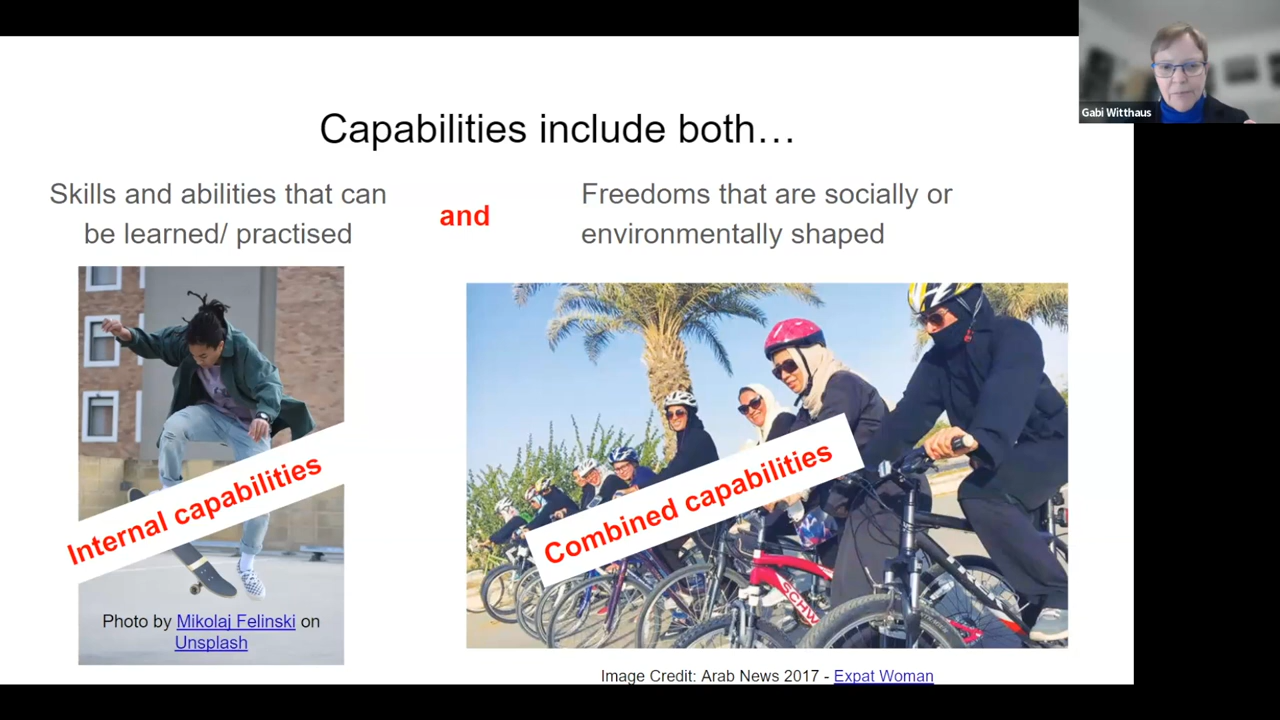 Gabi Witthaus
Capabilities include both…
Skills and abilities that can
be learned/ practised
and
Freedoms that are socially or
environmentally shaped
Internal capabilities
Photo by Mikolaj Felinski on
Unsplash
Combined capabilities
SCHW
Image Credit: Arab News 2017 - Expat Woman